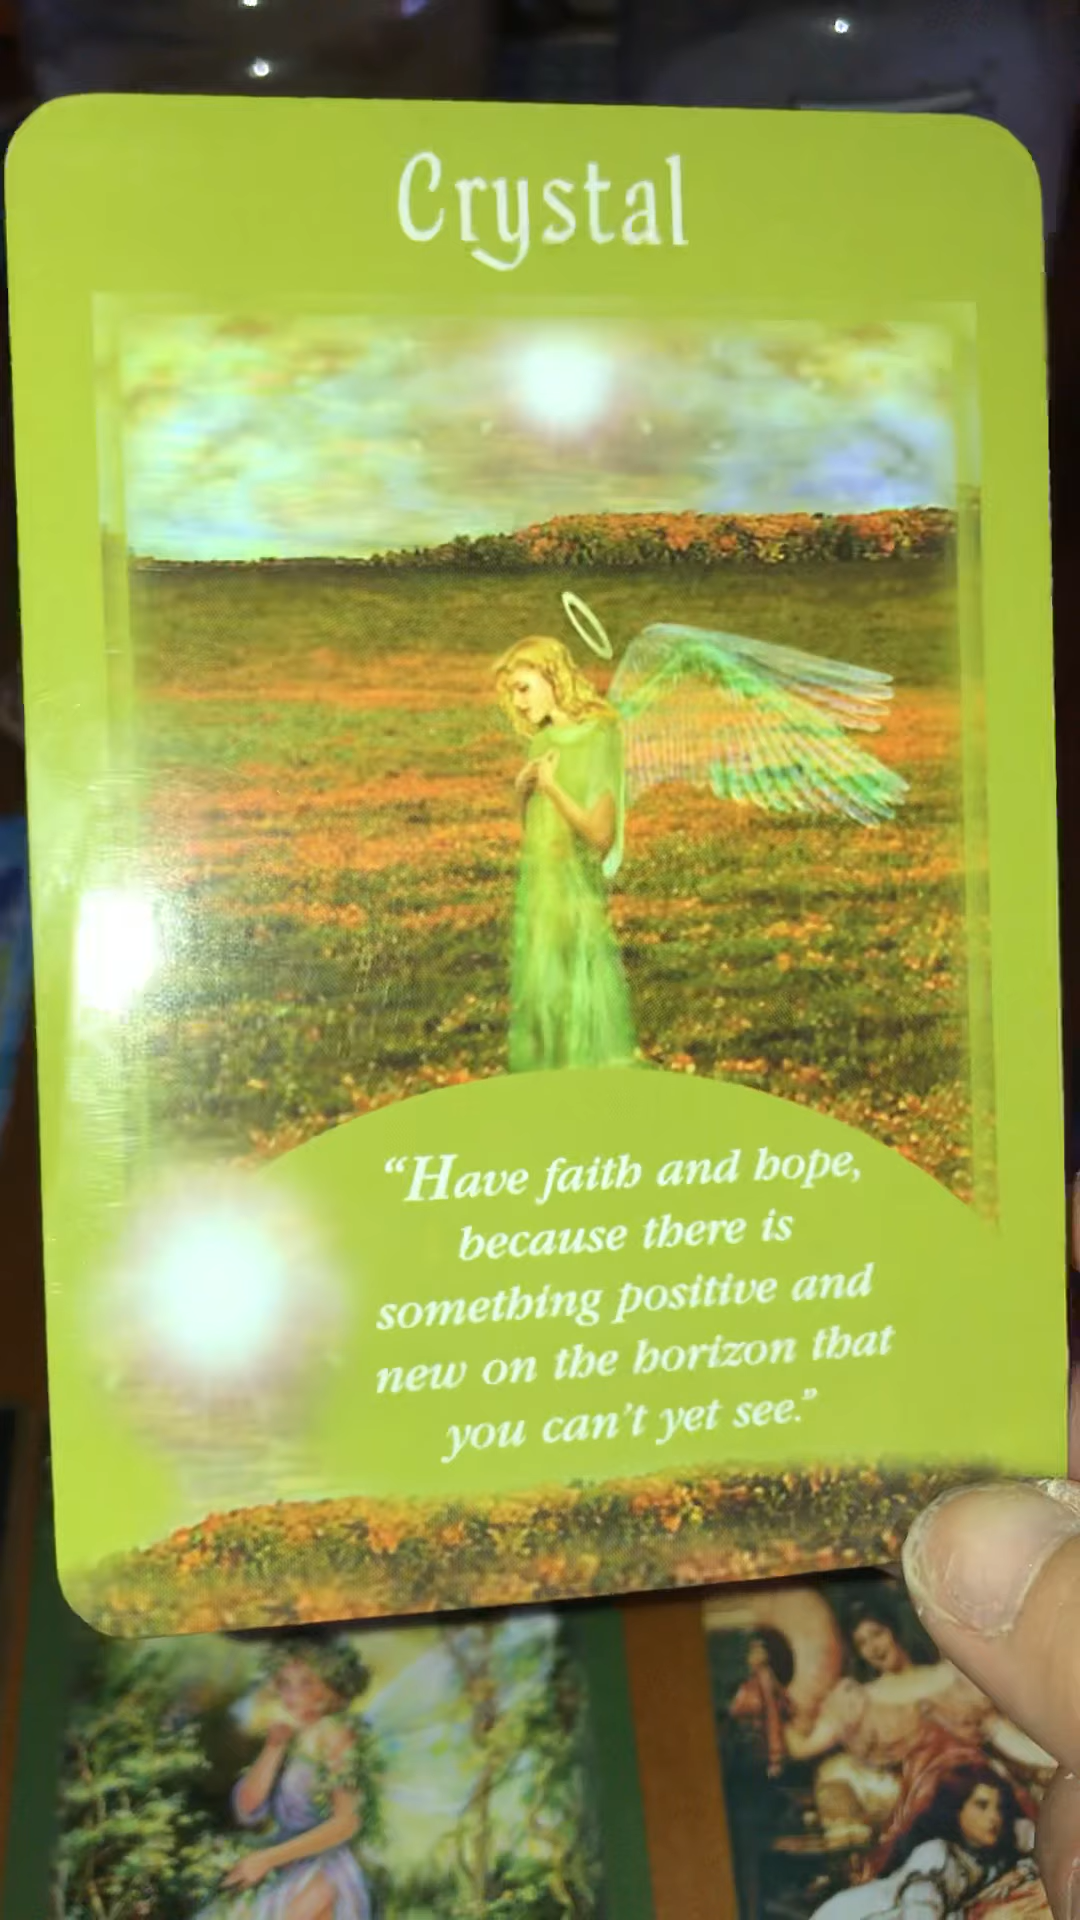 Crystal
“Have faith and hope,
because there is
something positive and
new on the horizon that
you can't yet see.”